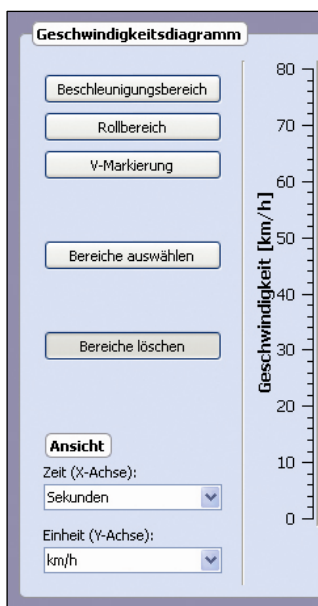 Geschwindigkeitsdiagramm
Beschleunigungsbereich
Rollbereich
V-Markierung
Bereiche auswählen
Bereiche löschen
Ansicht
Zeit (X-Achse):
Sekunden
Einheit (Y-Achse):
km/h
Geschwindigkeit [km/h]
80
70
60
50
40
30
20
10
0